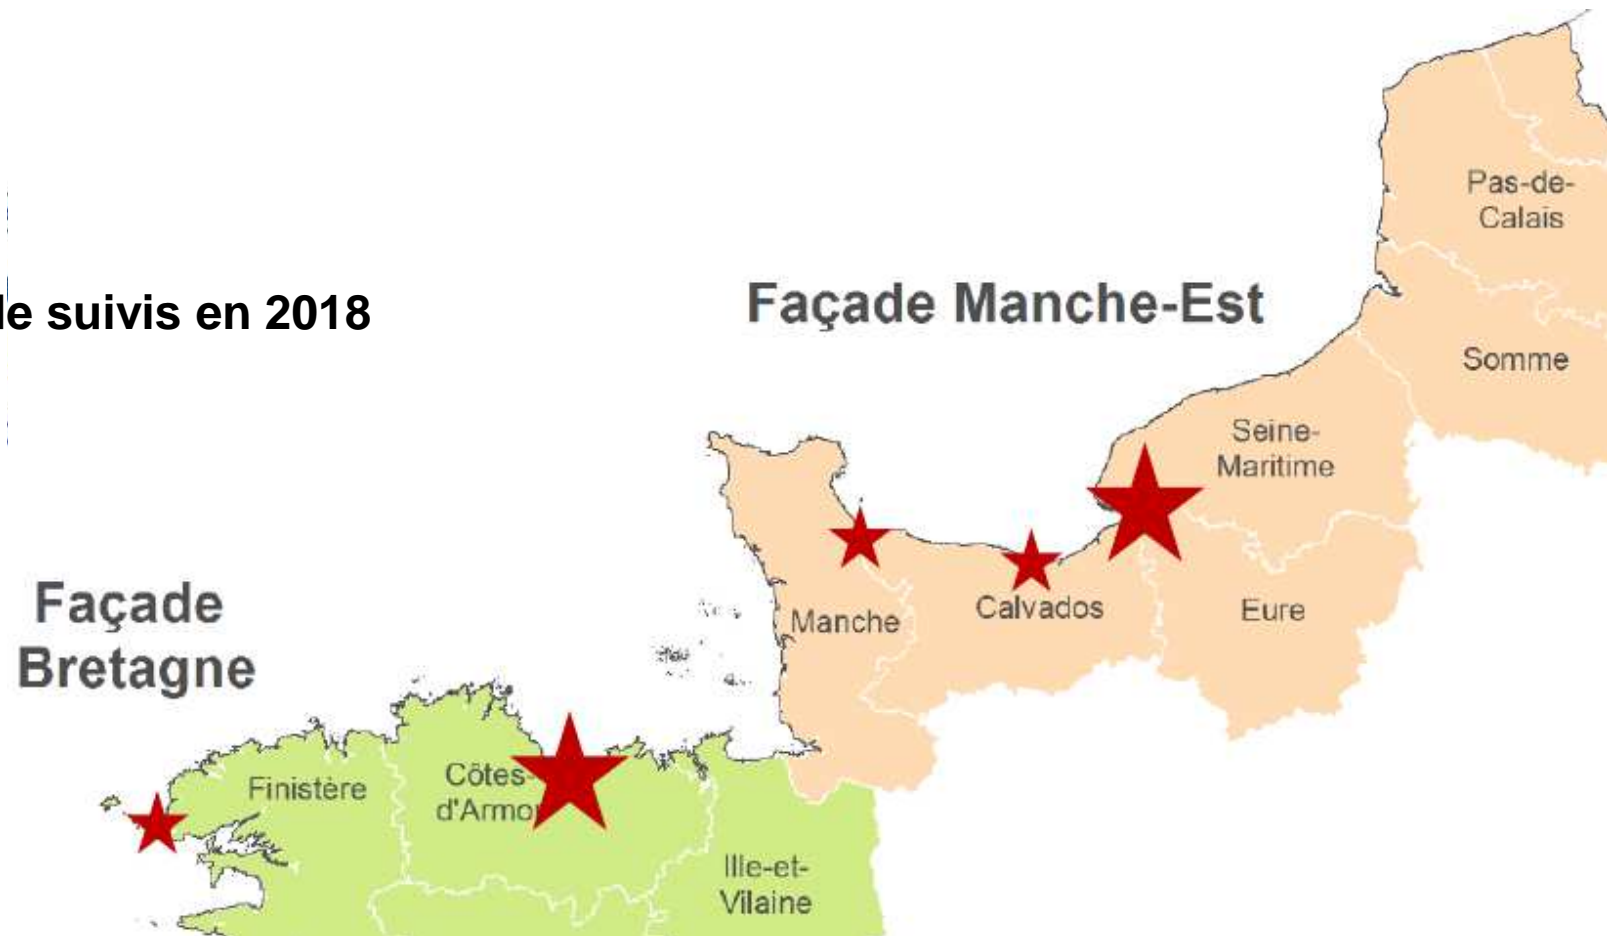 le suivis en 2018
Façade Manche-Est
Pas-de-
Calais
Somme
Seine-
Maritime
Eure
Calvados
Manche
Façade
Bretagne
Finistère
Côtes-
d'Armo
Ille-et-
Vilaine